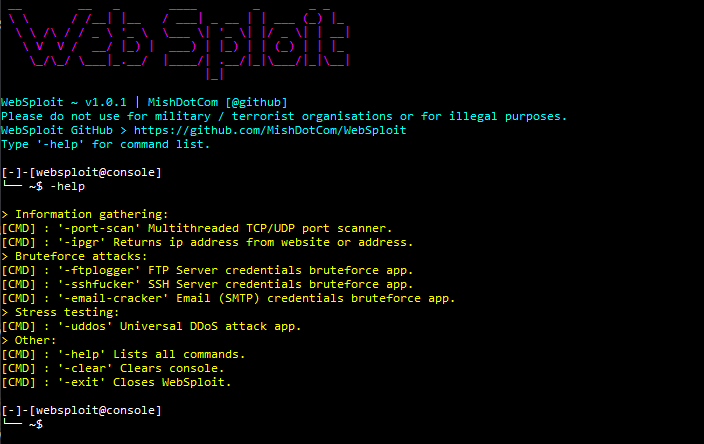 Web Sploit
WebSploit ~ v1.0.1 | MishDotCom [@github]
Please do not use for military / terrorist organisations or for illegal purposes.
WebSploit GitHub > https://github.com/MishDotCom/WebSploit
Type '-help' for command list.
[-]-[websploit@console]
└── ~$ -help
> Information gathering:
[CMD] : '-port-scan' Multithreaded TCP/UDP port scanner.
[CMD] : '-ipgr' Returns ip address from website or address.
> Bruteforce attacks:
[CMD] : '-ftplogger' FTP Server credentials bruteforce app.
[CMD] : '-sshfucker' SSH Server credentials bruteforce app.
[CMD] : '-email-cracker' Email (SMTP) credentials bruteforce app.
> Stress testing:
[CMD] : '-uddos' Universal DDoS attack app.
> Other:
[CMD] : '-help' Lists all commands.
[CMD] : '-clear' Clears console.
[CMD] : '-exit' Closes WebSploit.
[-]-[websploit@console]
└── ~$